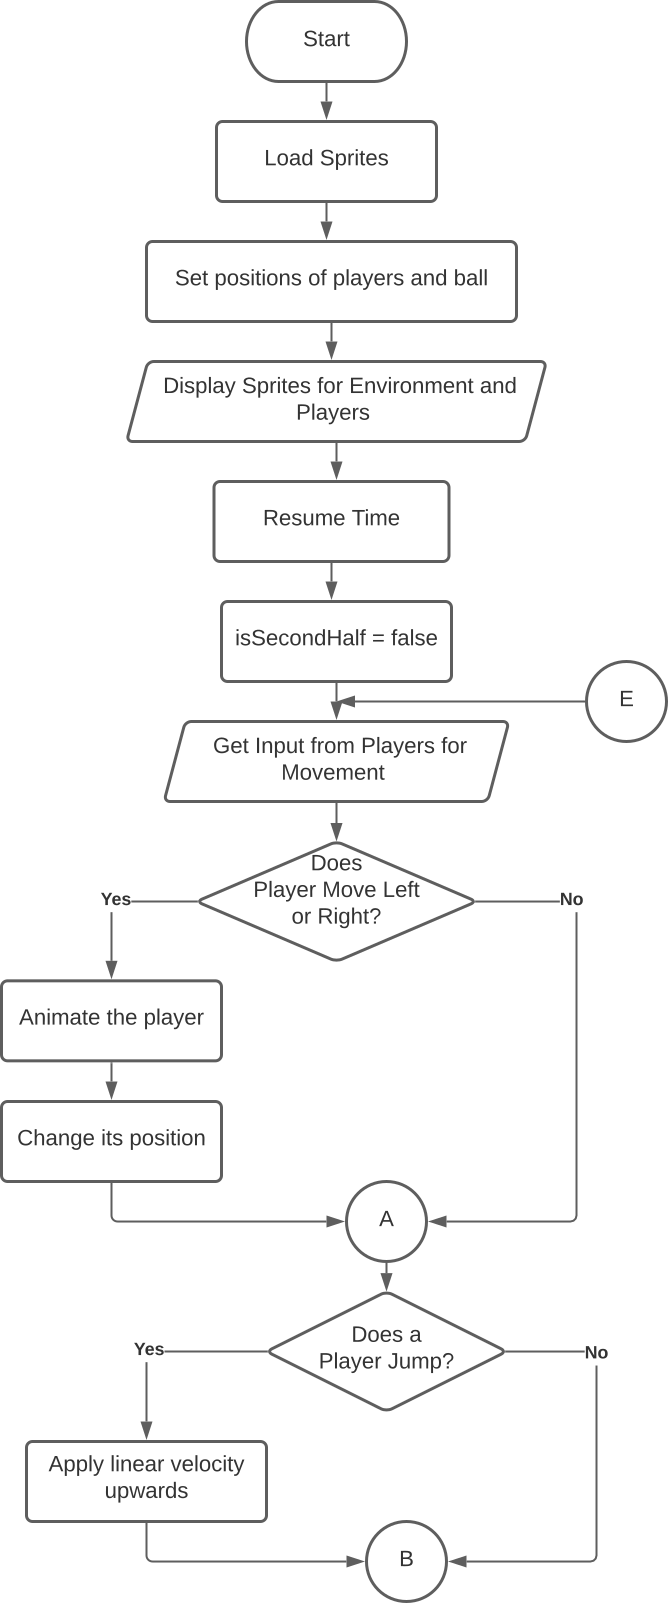 Start
Load Sprites
Set positions of players and ball
Display Sprites for Environment and
Players
Resume Time
isSecondHalf = false
E
Get Input from Players for
Movement
Does
Player Move Left
or Right?
Yes
No
Animate the player
Change its position
A
Does a
Player Jump?
Yes
No
Apply linear velocity
upwards
B